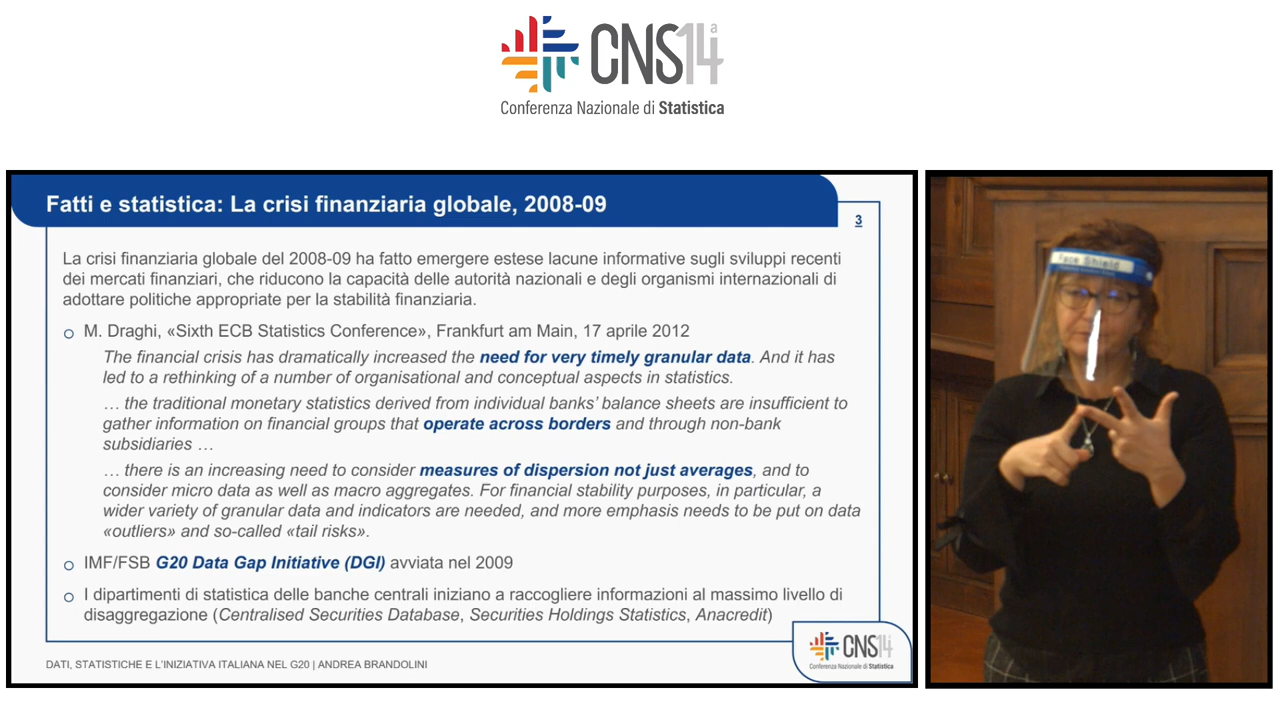 CNS14a
Conferenza Nazionale di Statistica
Fatti e statistica: La crisi finanziaria globale, 2008-09
3
La crisi finanziaria globale del 2008-09 ha fatto emergere estese lacune informative sugli sviluppi recenti
dei mercati finanziari, che riducono la capacità delle autorità nazionali e degli organismi internazionali di
adottare politiche appropriate per la stabilità finanziaria.
M. Draghi, «Sixth ECB Statistics Conference», Frankfurt am Main, 17 aprile 2012
The financial crisis has dramatically increased the need for very timely granular data. And it has
led to a rethinking of a number of organisational and conceptual aspects in statistics.
… the traditional monetary statistics derived from individual banks' balance sheets are insufficient to
gather information on financial groups that operate across borders and through non-bank
subsidiaries …
… there is an increasing need to consider measures of dispersion not just averages, and to
consider micro data as well as macro aggregates. For financial stability purposes, in particular, a
wider variety of granular data and indicators are needed, and more emphasis needs to be put on data
«outliers» and so-called «tail risks».
IMF/FSB G20 Data Gap Initiative (DGI) avviata nel 2009
I dipartimenti di statistica delle banche centrali iniziano a raccogliere informazioni al massimo livello di
disaggregazione (Centralised Securities Database, Securities Holdings Statistics, Anacredit)
DATI, STATISTICHE E L'INIZIATIVA ITALIANA NEL G20 | ANDREA BRANDOLINI
CNS14a
Conferenza Nazionale di Statistica
Face Shield